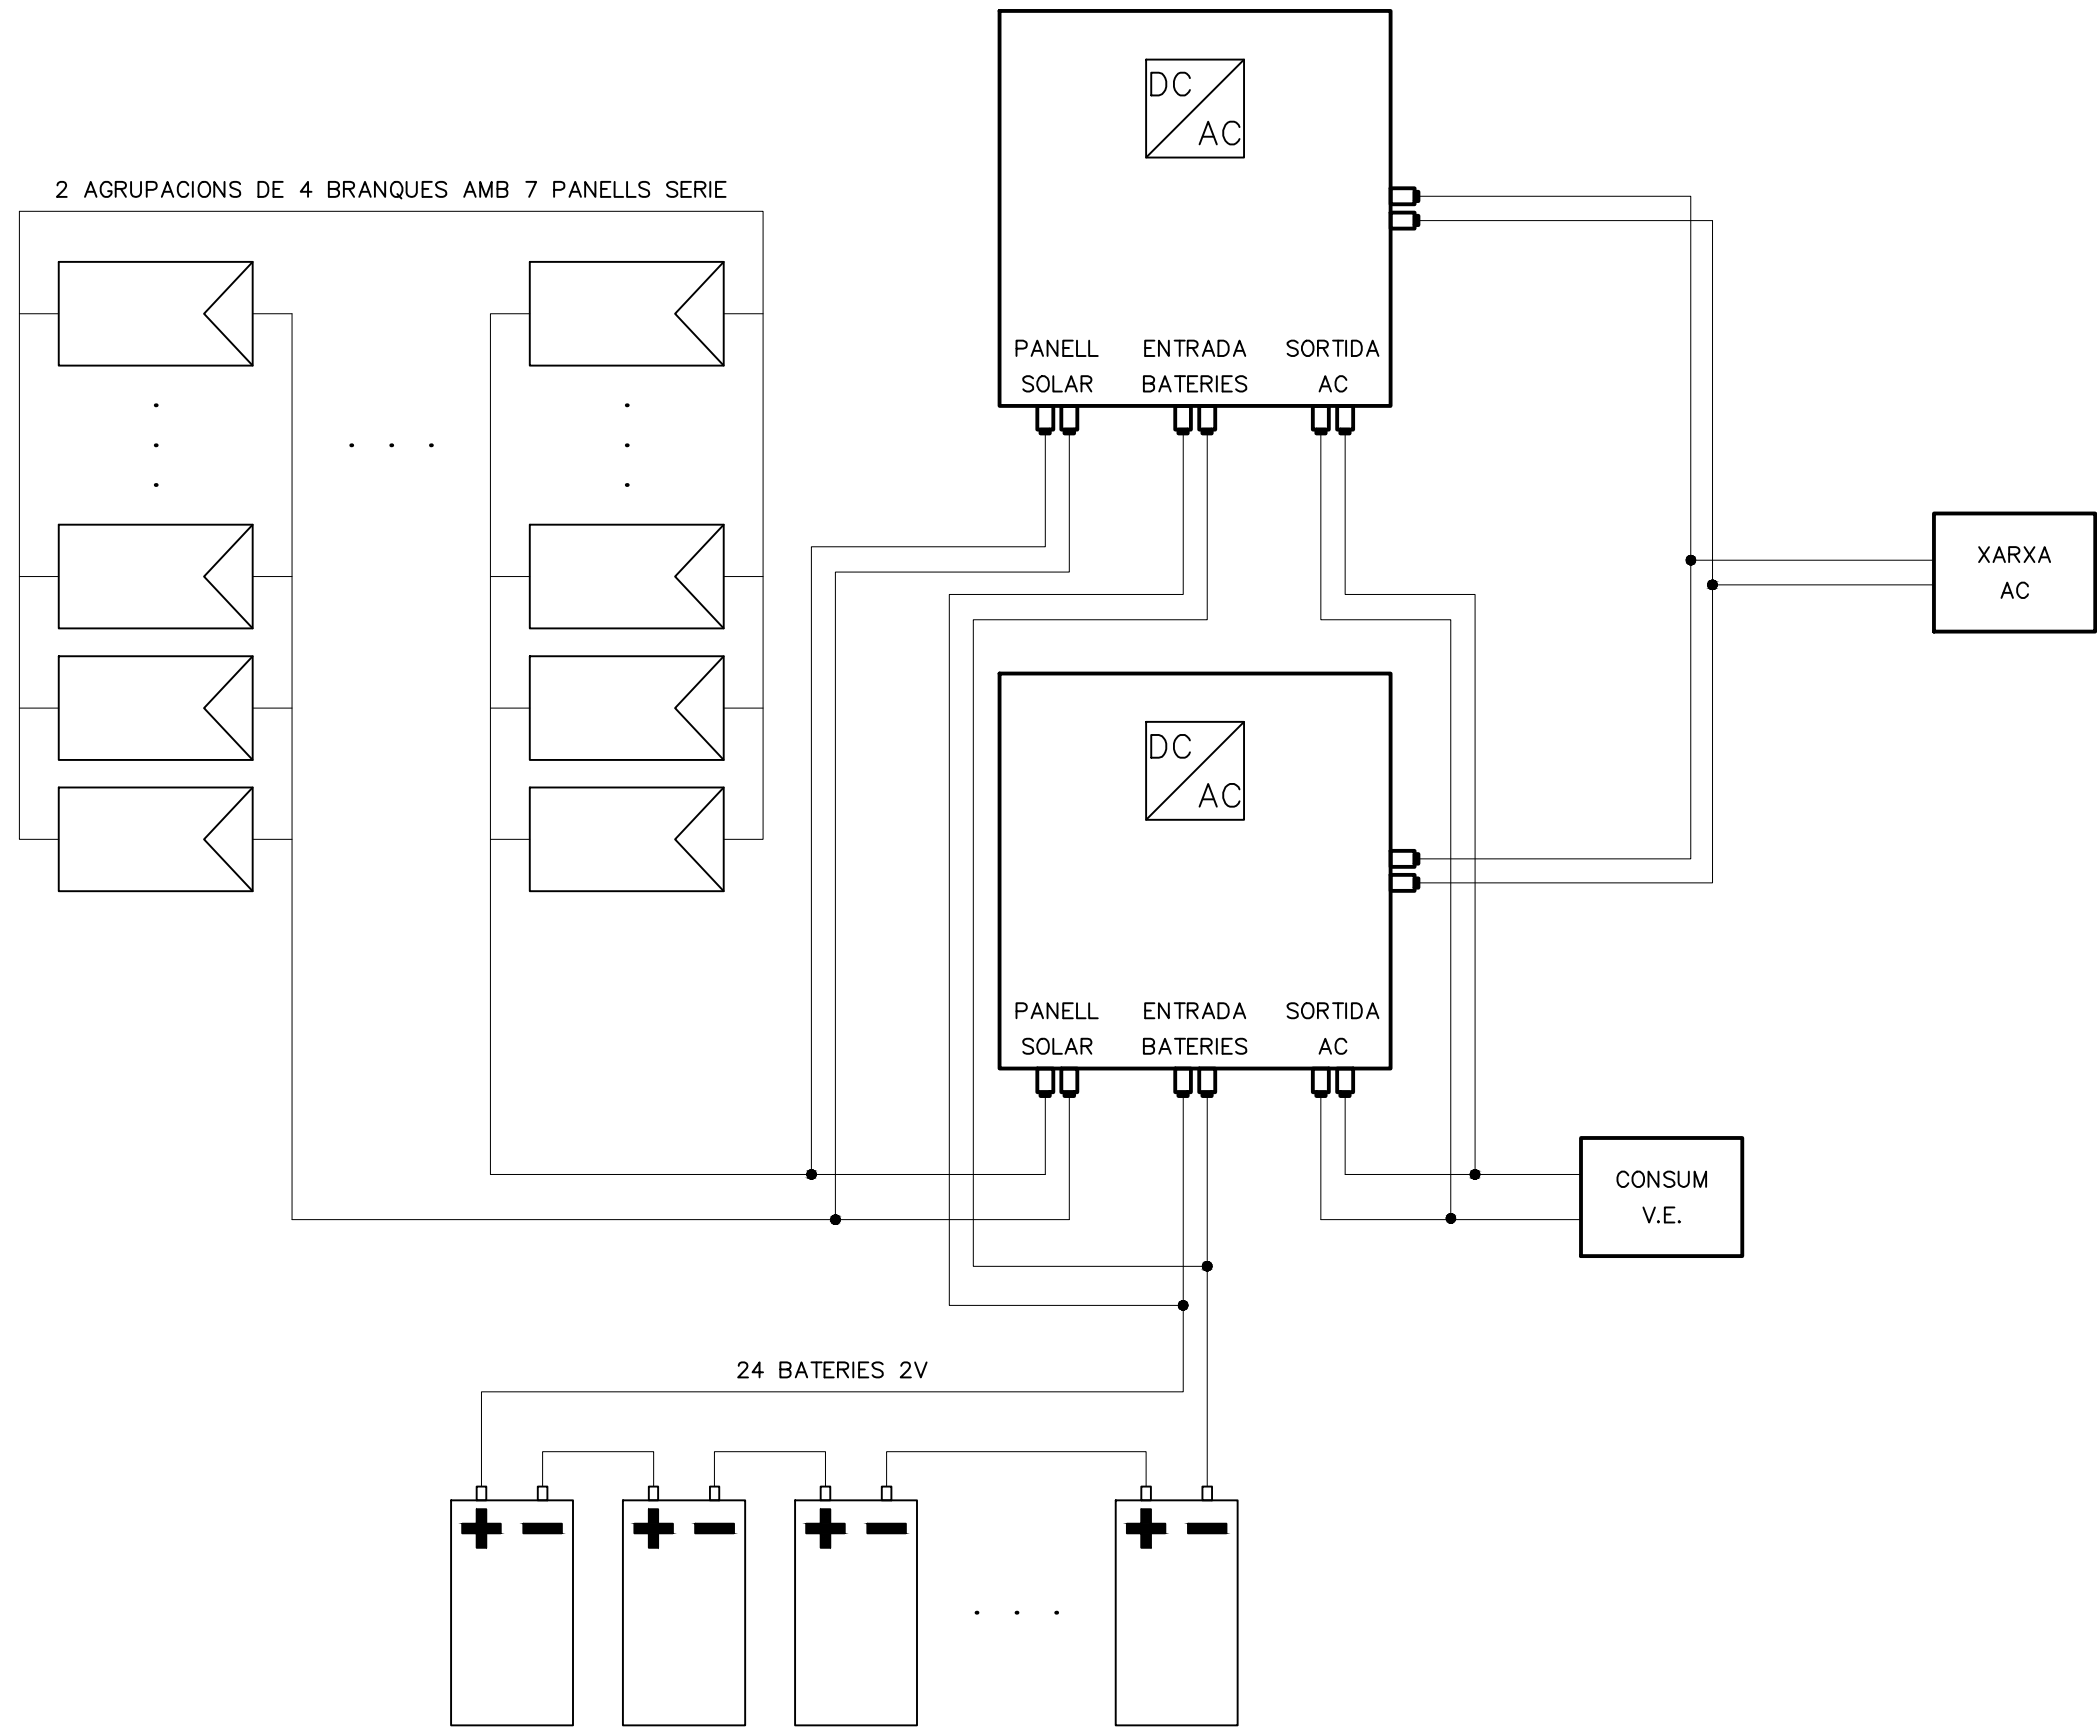 DC
AC
2 AGRUPACIONS DE 4 BRANQUES AMB 7 PANELLS SERIE
PANELL ENTRADA SORTIDA
SOLAR BATERIES AC
XARXA
AC
DC
AC
PANELL ENTRADA SORTIDA
SOLAR BATERIES AC
CONSUM
V.E.
24 BATERIES 2V
+ − + − + − + −